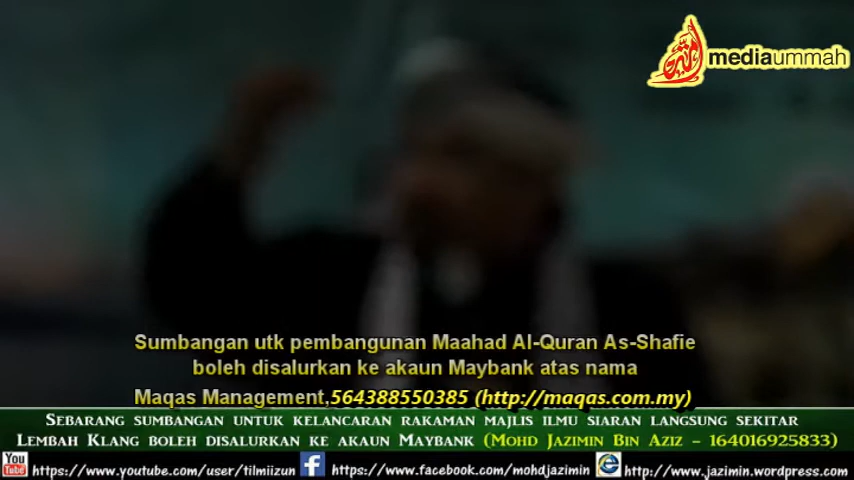 mediaummah
Sumbangan utk pembangunan Maahad Al-Quran As-Shafie
boleh disalurkan ke akaun Maybank atas nama
Maqas Management,564388550385 (http://maqas.com.my)
SEBARANG SUMBANGAN UNTUK KELANCARAN RAKAMAN MAJLIS ILMU SIARAN LANGSUNG SEKITAR
LEMBAH KLANG BOLEH DISALURKAN KE AKAUN MAYBANK (MOHD JAZIMIN BIN AZIZ - 164016925833)
You Tube https://www.youtube.com/user/tilmiizun f https://www.facebook.com/mohdjazimin e http://www.jazimin.wordpress.com